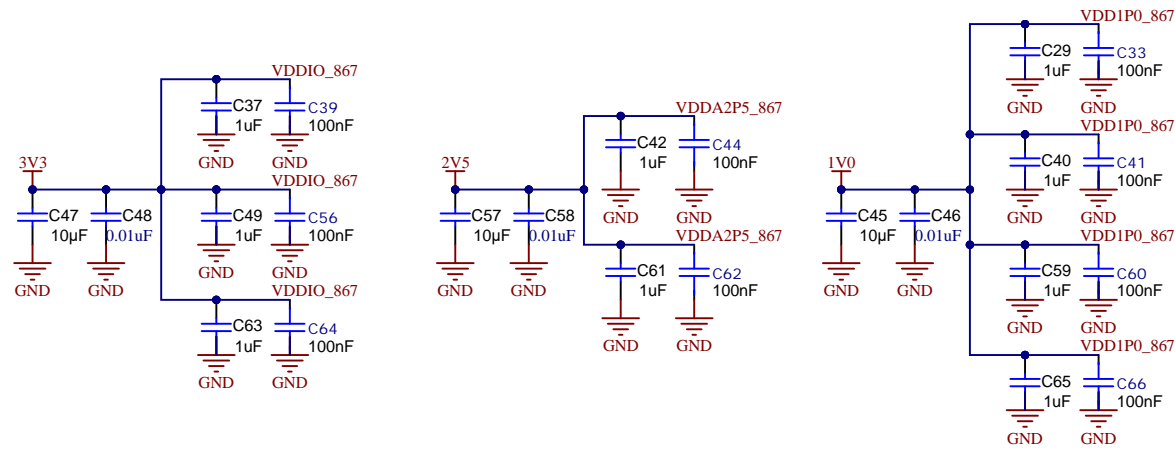 VDDIO_867
C37
1uF
C39
100nF
GND
GND
3V3
VDDIO_867
C47
10µF
C48
0.01uF
C49
1uF
C56
100nF
GND
GND
GND
GND
VDDIO_867
C63
1uF
C64
100nF
GND
GND
VDDA2P5_867
C42
1uF
C44
100nF
GND
GND
2V5
C57
10µF
C58
0.01uF
GND
GND
VDDA2P5_867
C61
1uF
C62
100nF
GND
GND
VDD1P0_867
C29
1uF
C33
100nF
GND
GND
VDD1P0_867
C40
1uF
C41
100nF
GND
GND
1V0
C45
10µF
C46
0.01uF
GND
GND
VDD1P0_867
C59
1uF
C60
100nF
GND
GND
VDD1P0_867
C65
1uF
C66
100nF
GND
GND